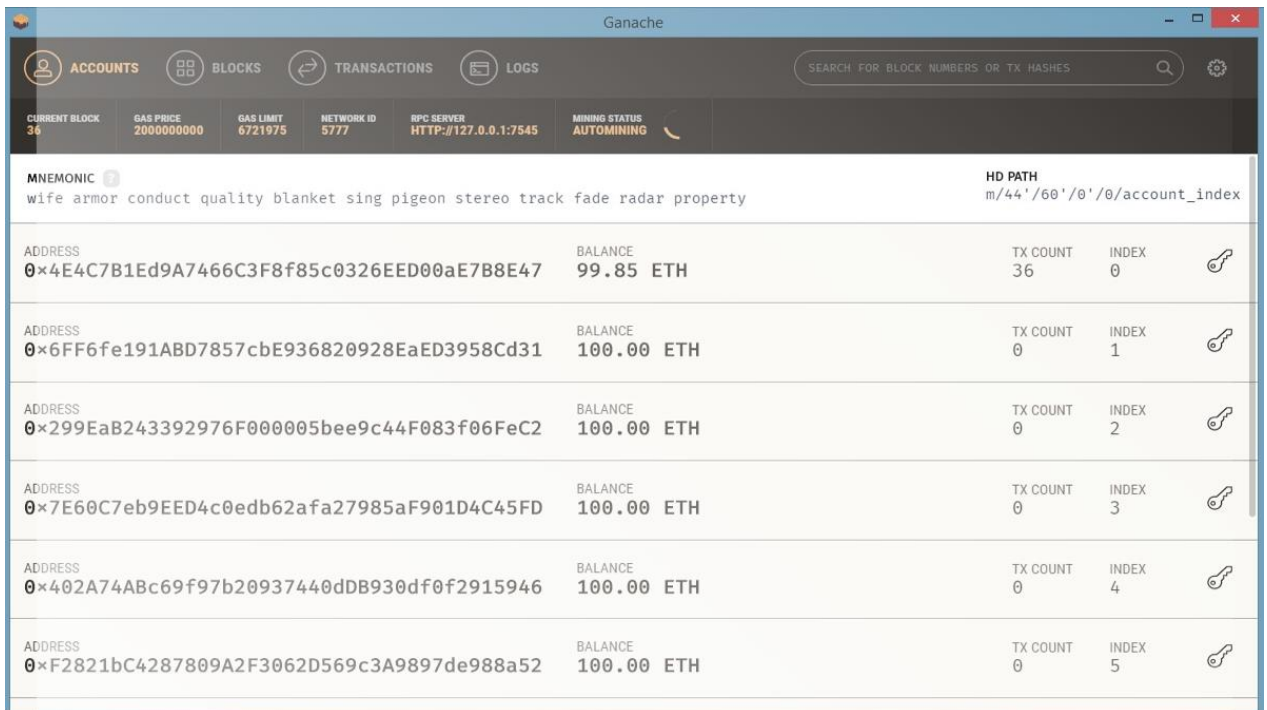 Ganache
ACCOUNTS BLOCKS TRANSACTIONS LOGS SEARCH FOR BLOCK NUMBERS OR TX HASHES
CURRENT BLOCK GAS PRICE GAS LIMIT NETWORK ID RPC SERVER MINING STATUS
36 2000000000 6721975 5777 HTTP://127.0.0.1:7545 AUTOMINING
MNEMONIC ? HD PATH
wife armor conduct quality blanket sing pigeon stereo track fade radar property m/44'/60'/0'/0/account_index
ADDRESS BALANCE TX COUNT INDEX
0×4E4C7B1Ed9A7466C3F8f85c0326EED00aE7B8E47 99.85 ETH 36 0
ADDRESS BALANCE TX COUNT INDEX
0×6FF6fe191ABD7857cbE936820928EaED3958Cd31 100.00 ETH 0 1
ADDRESS BALANCE TX COUNT INDEX
0×299EaB243392976F000005bee9c44F083f06FeC2 100.00 ETH 0 2
ADDRESS BALANCE TX COUNT INDEX
0×7E60C7eb9EED4c0edb62afa27985aF901D4C45FD 100.00 ETH 0 3
ADDRESS BALANCE TX COUNT INDEX
0×402A74ABc69f97b20937440dDB930df0f2915946 100.00 ETH 0 4
ADDRESS BALANCE TX COUNT INDEX
0×F2821bC4287809A2F3062D569c3A9897de988a52 100.00 ETH 0 5